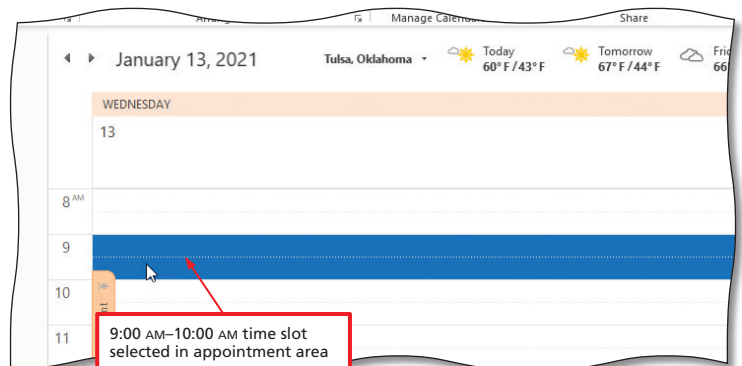 Manage
Share
January 13, 2021
Tulsa, Oklahoma
Today
60° F/43° F
Tomorrow
67° F/44° F
WEDNESDAY
13
8 AM
9
10
11
9:00 AM–10:00 AM time slot
selected in appointment area